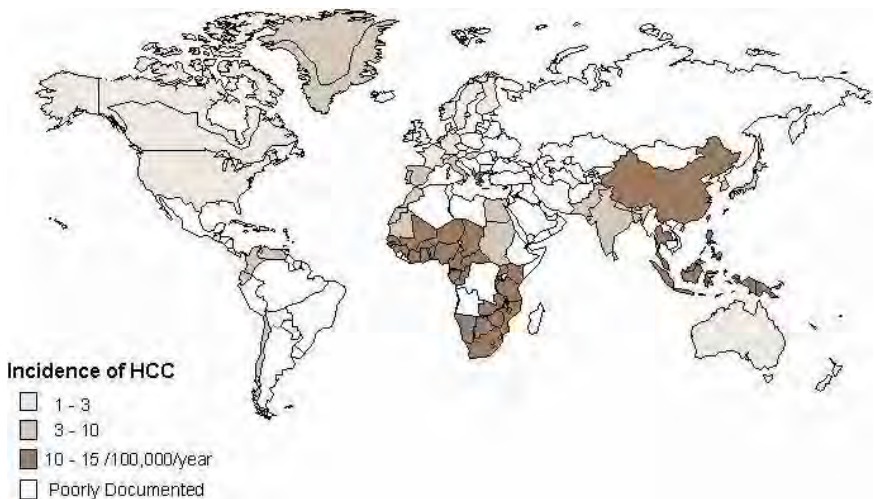 Incidence of HCC
1 - 3
3 - 10
10 - 15 /100,000/year
Poorly Documented